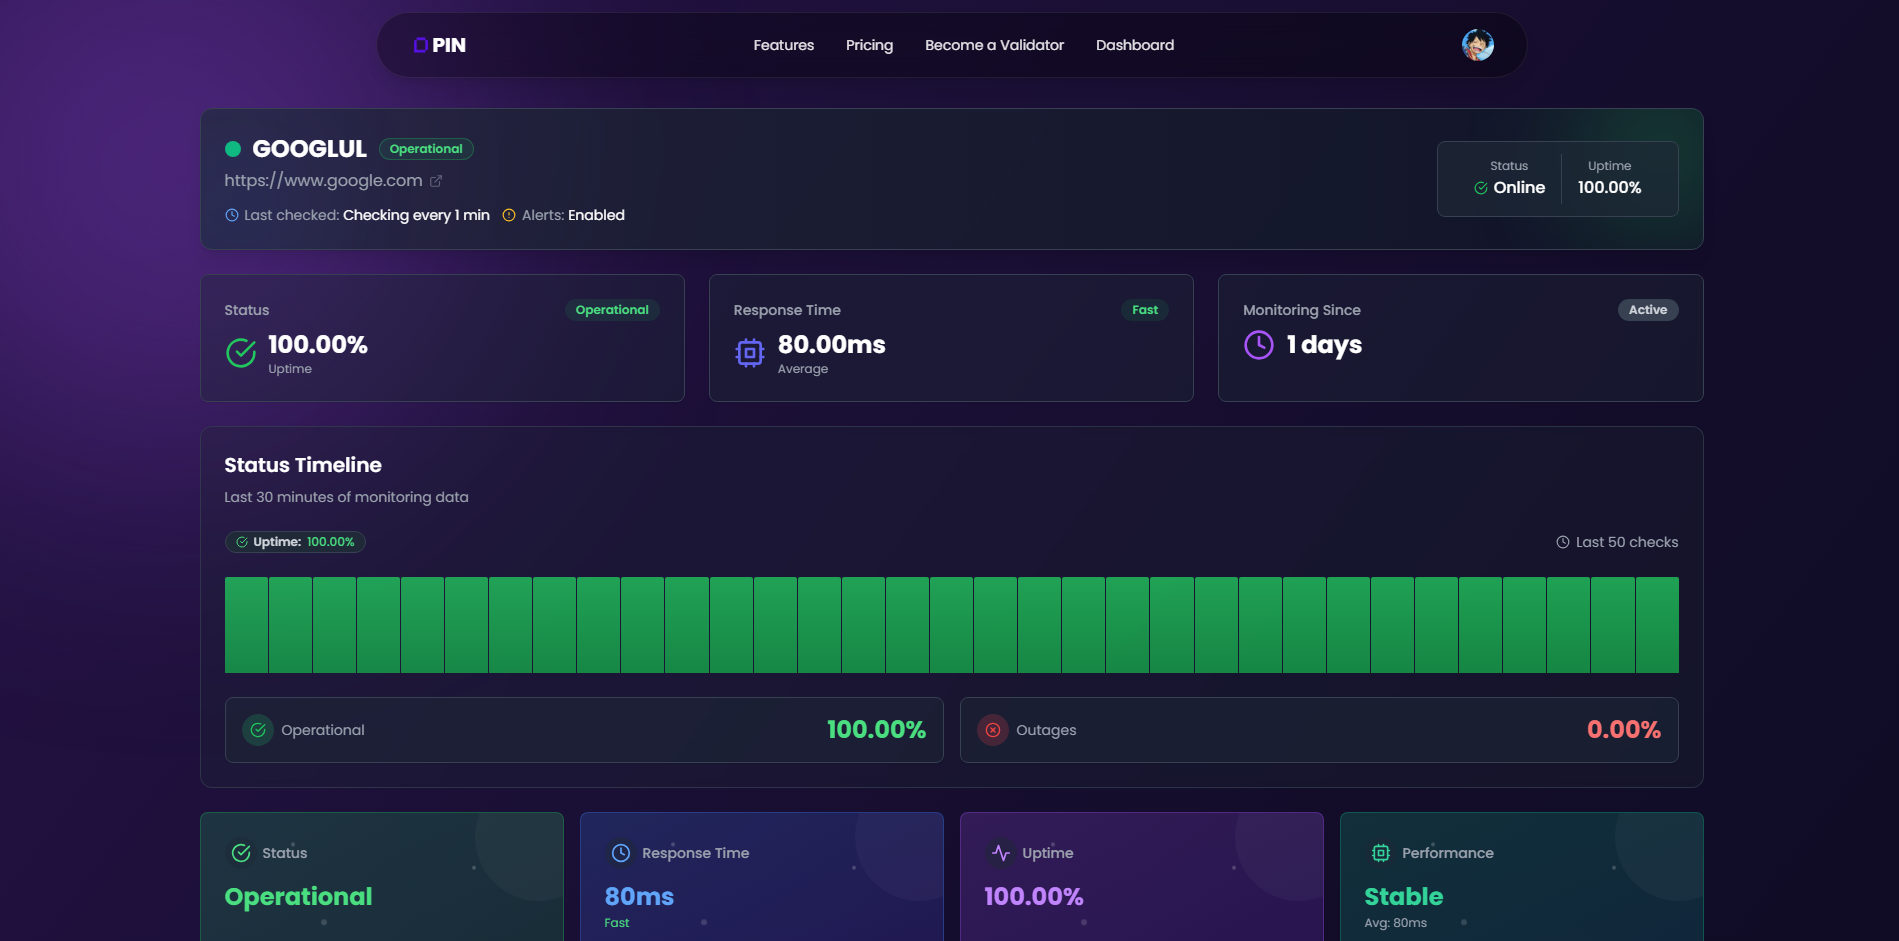 PIN
Features
Pricing
Become a Validator
Dashboard
GOOGLUL
Operational
https://www.google.com
Last checked: Checking every 1 min
Alerts: Enabled
Status
Online
Uptime
100.00%
Status
Operational
100.00%
Uptime
Response Time
Fast
80.00ms
Average
Monitoring Since
Active
1 days
Status Timeline
Last 30 minutes of monitoring data
Uptime: 100.00%
Last 50 checks
Operational
100.00%
Outages
0.00%
Status
Operational
Response Time
80ms
Fast
Uptime
100.00%
Performance
Stable
Avg: 80ms